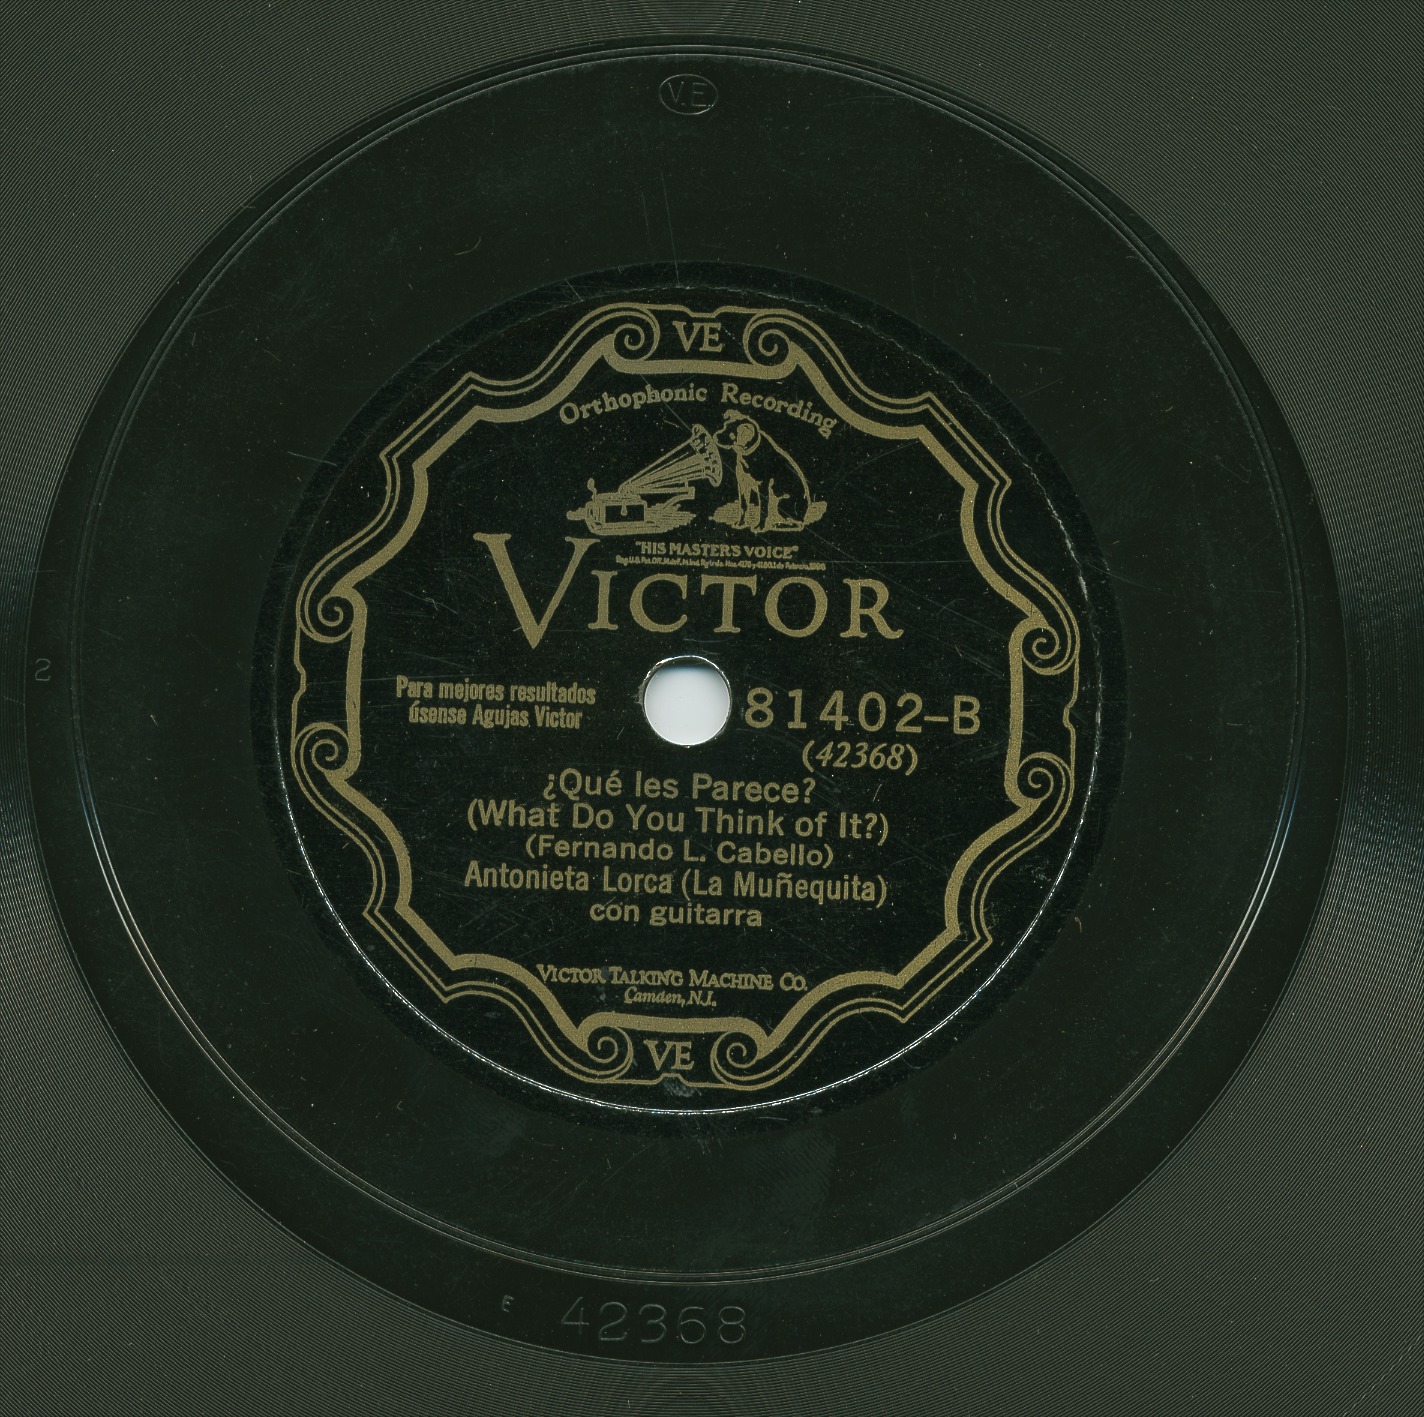 V.E.
VE
Orthophonic Recording
"HIS MASTER'S VOICE"
VICTOR
2
Para mejores resultados
úsense Agujas Victor
81402-B
(42368)
¿Qué les Parece?
(What Do You Think of It?)
(Fernando L. Cabello)
Antonieta Lorca (La Muñequita)
con guitarra
VICTOR TALKING MACHINE CO.
Camden, N.J.
VE
E 42368